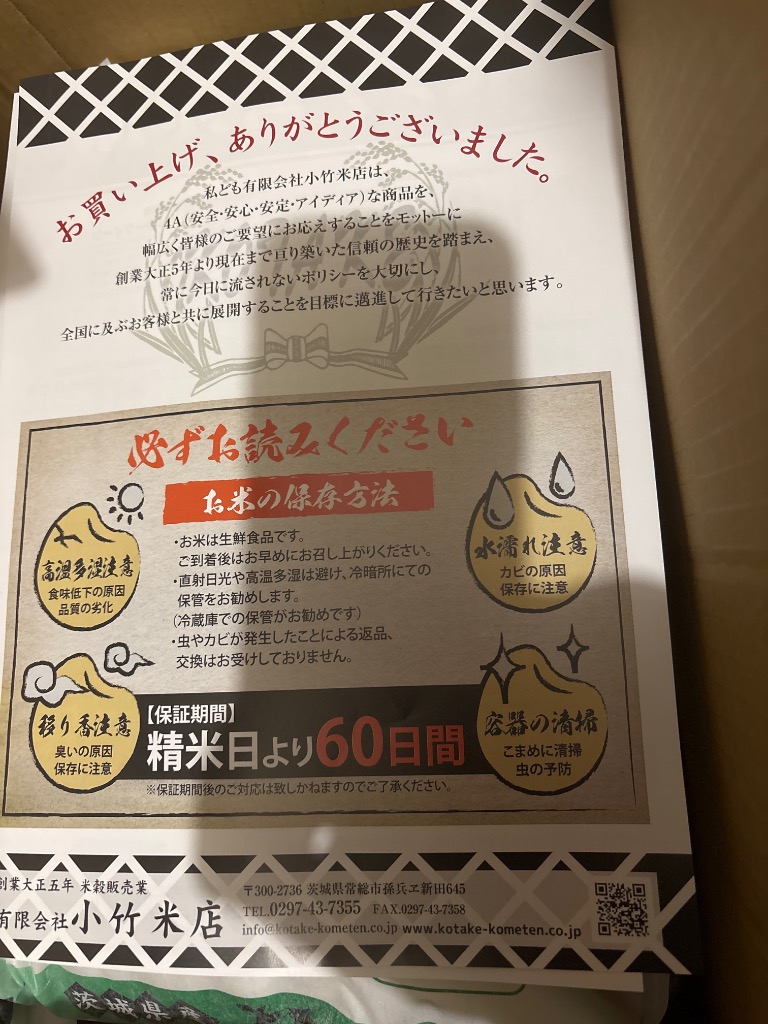 お買い上げ、ありがとうございました。
私ども有限会社小竹米店は、
4A(安全・安心・安定・アイディア)な商品を、
幅広く皆様のご要望にお応えすることをモットーに
創業大正5年より現在まで亘り築いた信頼の歴史を踏まえ、
常に今日に流されないポリシーを大切にし、
全国に及ぶお客様と共に展開することを目標に邁進して行きたいと思います。
必ずお読みください
お米の保存方法
・お米は生鮮食品です。
ご到着後はお早めにお召し上がりください。
・直射日光や高温多湿は避け、冷暗所にての
保管をお勧めします。
(冷蔵庫での保管がお勧めです)
・虫やカビが発生したことによる返品、
交換はお受けしておりません。
高温多湿注意
食味低下の原因
品質の劣化
水濡れ注意
カビの原因
保存に注意
移り香注意
臭いの原因
保存に注意
容器の清掃
こまめに清掃
虫の予防
【保証期間】
精米日より60日間
※保証期間後のご対応は致しかねますのでご了承ください。
創業大正五年 米穀販売業
有限会社小竹米店
〒300-2736 茨城県常総市孫兵ヱ新田645
TEL.0297-43-7355 FAX.0297-43-7358
info@kotake-kometen.co.jp www.kotake-kometen.co.jp
茨城県産